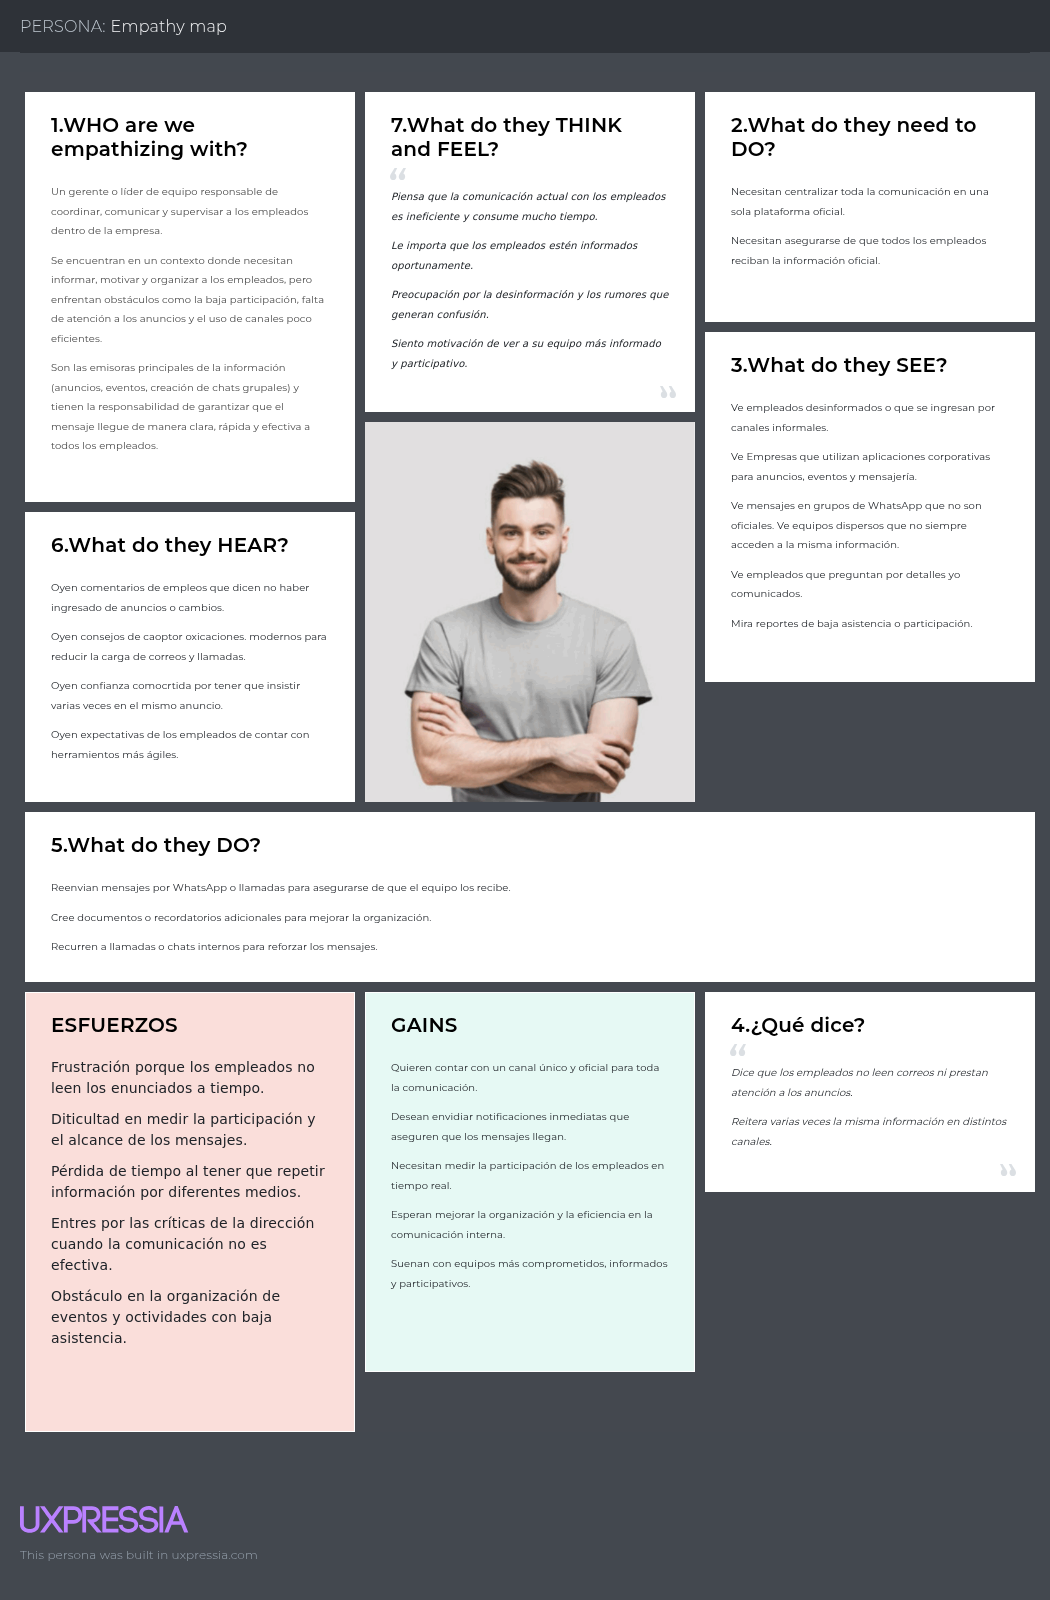 PERSONA: Empathy map
1.WHO are we
empathizing with?
Un gerente o líder de equipo responsable de
coordinar, comunicar y supervisar a los empleados
dentro de la empresa.
Se encuentran en un contexto donde necesitan
informar, motivar y organizar a los empleados, pero
enfrentan obstáculos como la baja participación, falta
de atención a los anuncios y el uso de canales poco
eficientes.
Son las emisoras principales de la información
(anuncios, eventos, creación de chats grupales) y
tienen la responsabilidad de garantizar que el
mensaje llegue de manera clara, rápida y efectiva a
todos los empleados.
7.What do they THINK
and FEEL?
“
Piensa que la comunicación actual con los empleados
es ineficiente y consume mucho tiempo.
Le importa que los empleados estén informados
oportunamente.
Preocupación por la desinformación y los rumores que
generan confusión.
Siento motivación de ver a su equipo más informado
y participativo.
”
2.What do they need to
DO?
Necesitan centralizar toda la comunicación en una
sola plataforma oficial.
Necesitan asegurarse de que todos los empleados
reciban la información oficial.
3.What do they SEE?
Ve empleados desinformados o que se ingresan por
canales informales.
Ve Empresas que utilizan aplicaciones corporativas
para anuncios, eventos y mensajería.
Ve mensajes en grupos de WhatsApp que no son
oficiales. Ve equipos dispersos que no siempre
acceden a la misma información.
Ve empleados que preguntan por detalles yo
comunicados.
Mira reportes de baja asistencia o participación.
6.What do they HEAR?
Oyen comentarios de empleos que dicen no haber
ingresado de anuncios o cambios.
Oyen consejos de caoptor oxicaciones. modernos para
reducir la carga de correos y llamadas.
Oyen confianza comocrtida por tener que insistir
varias veces en el mismo anuncio.
Oyen expectativas de los empleados de contar con
herramientos más ágiles.
5.What do they DO?
Reenvian mensajes por WhatsApp o llamadas para asegurarse de que el equipo los recibe.
Cree documentos o recordatorios adicionales para mejorar la organización.
Recurren a llamadas o chats internos para reforzar los mensajes.
ESFUERZOS
Frustración porque los empleados no
leen los enunciados a tiempo.
Diticultad en medir la participación y
el alcance de los mensajes.
Pérdida de tiempo al tener que repetir
información por diferentes medios.
Entres por las críticas de la dirección
cuando la comunicación no es
efectiva.
Obstáculo en la organización de
eventos y octividades con baja
asistencia.
GAINS
Quieren contar con un canal único y oficial para toda
la comunicación.
Desean envidiar notificaciones inmediatas que
aseguren que los mensajes llegan.
Necesitan medir la participación de los empleados en
tiempo real.
Esperan mejorar la organización y la eficiencia en la
comunicación interna.
Suenan con equipos más comprometidos, informados
y participativos.
4.¿Qué dice?
“
Dice que los empleados no leen correos ni prestan
atención a los anuncios.
Reitera varias veces la misma información en distintos
canales.
”
UXPRESSIA
This persona was built in uxpressia.com